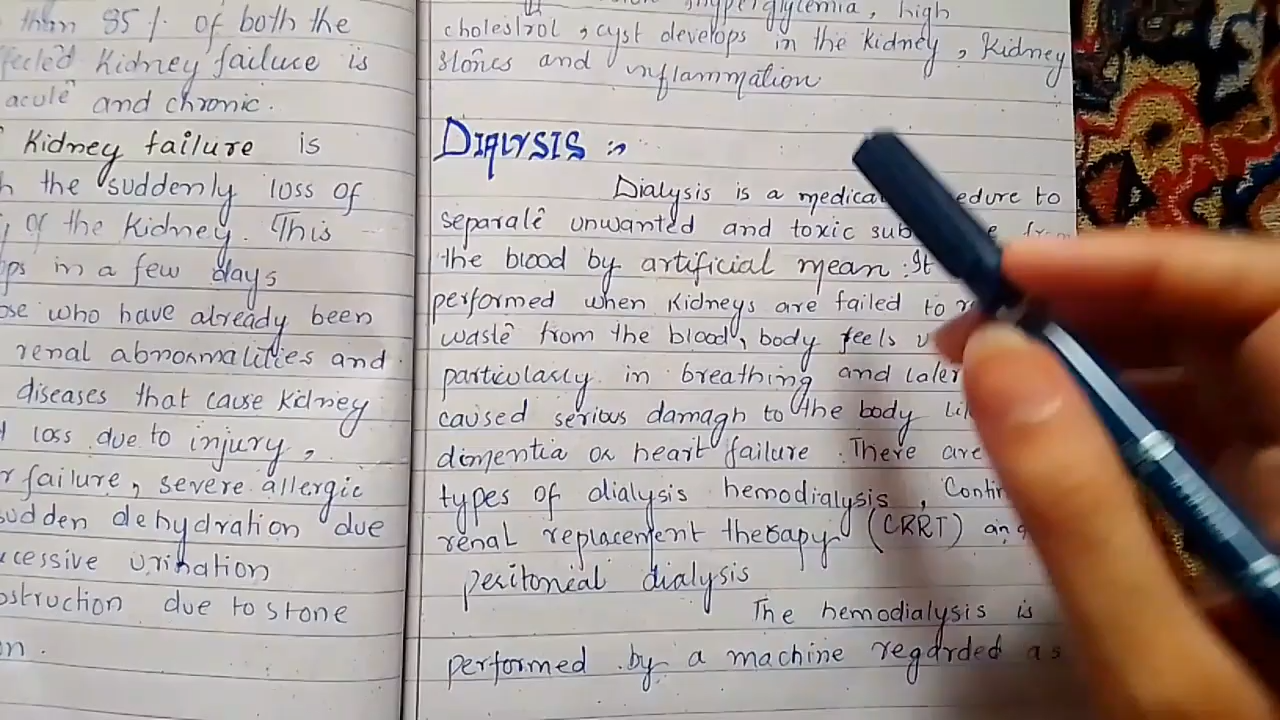 than 85 % of both the
Kidney failure is
acute and chronic.
Kidney failure is
the suddenly loss of
of the Kidney. This
in a few days
who have already been
renal abnormalities and
diseases that cause Kidney
loss due to injury,
failure, severe allergic
sudden dehydration due
urination
due to stone
hyperglycemia, high
cholestrol, cyst develops in the Kidney, Kidney
stones and inflammation
DIALYSIS :-
Dialysis is a medical to
separate unwanted and toxic
the blood by artificial mean. It
performed when Kidneys are failed to
waste from the blood, body feels
particularly in breathing and
caused serious damagh to the body
dimentia or heart failure. There are
types of dialysis hemodialysis,
renal replacement therapy (CRRT)
peritonial dialysis
The hemodialysis is
performed by a machine regarded as